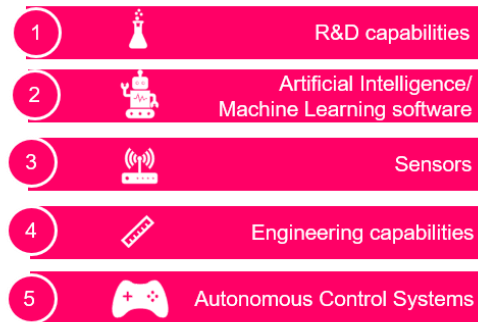 1 R&D capabilities
2 Artificial Intelligence/
Machine Learning software
3 Sensors
4 Engineering capabilities
5 Autonomous Control Systems